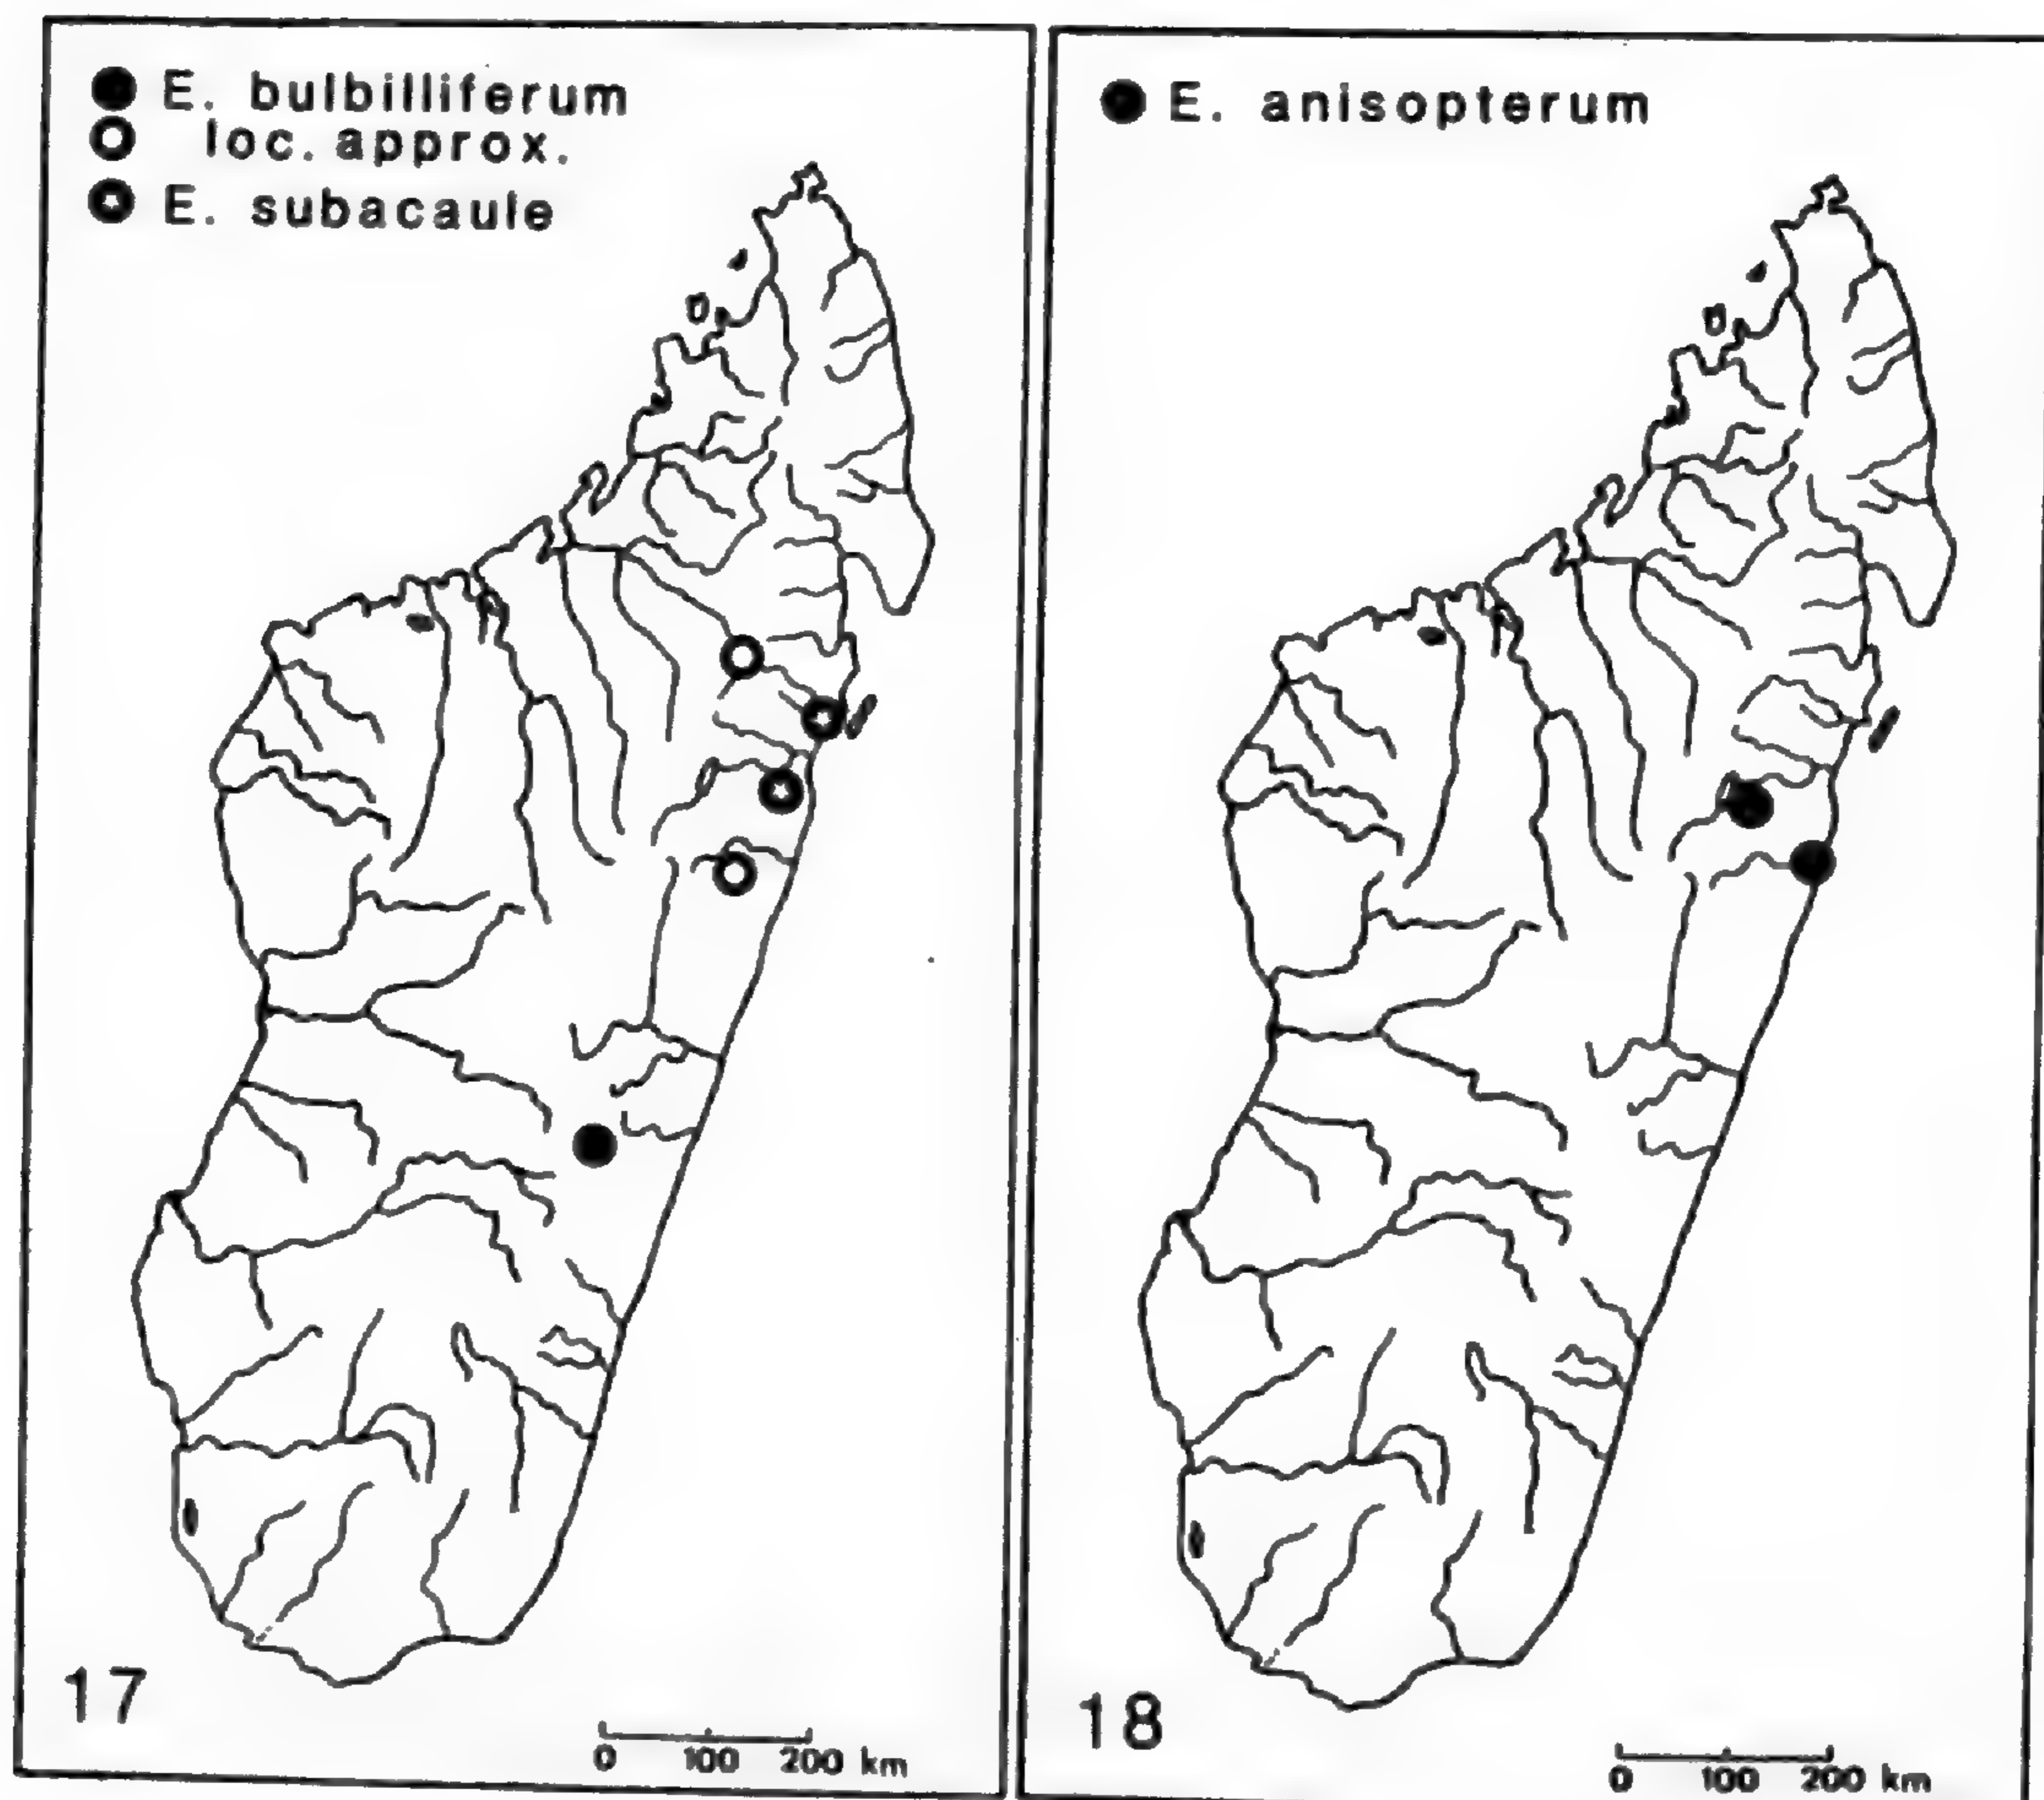 E. bulbilliferum
loc. approx.
E. subacaule
17
0 100 200 km
E. anisopterum
18
0 100 200 km